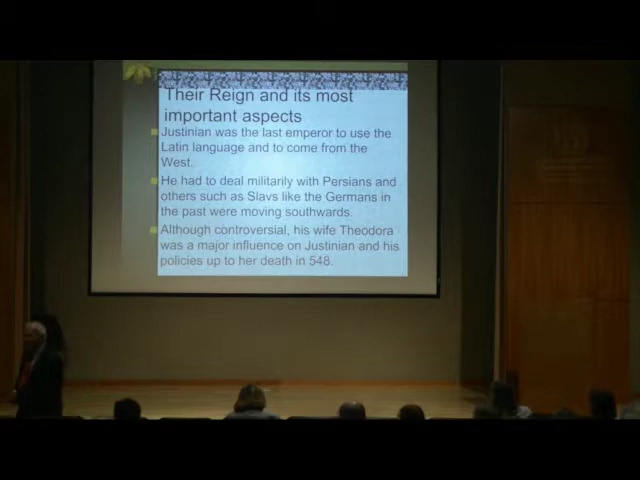 Their Reign and its most
important aspects
Justinian was the last emperor to use the
Latin language and to come from the
West.
He had to deal militarily with Persians and
others such as Slavs like the Germans in
the past were moving southwards.
Although controversial, his wife Theodora
was a major influence on Justinian and his
policies up to her death in 548.